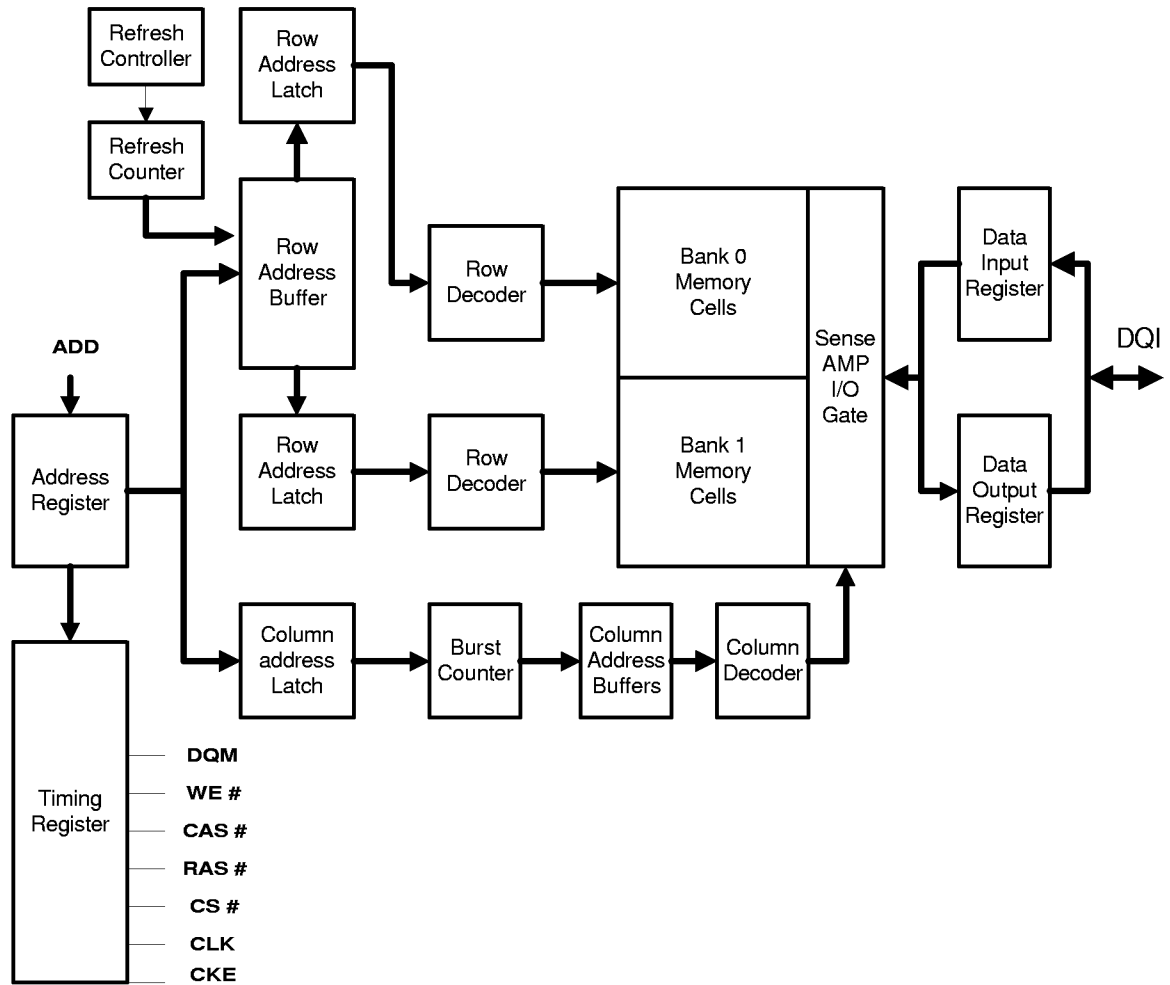 Refresh
Controller
Refresh
Counter
Row
Address
Latch
Row
Address
Buffer
Row
Decoder
Bank 0
Memory
Cells
Sense
AMP
I/O
Gate
Data
Input
Register
DQI
ADD
Address
Register
Row
Address
Latch
Row
Decoder
Bank 1
Memory
Cells
Data
Output
Register
Column
address
Latch
Burst
Counter
Column
Address
Buffers
Column
Decoder
Timing
Register
DQM
WE #
CAS #
RAS #
CS #
CLK
CKE